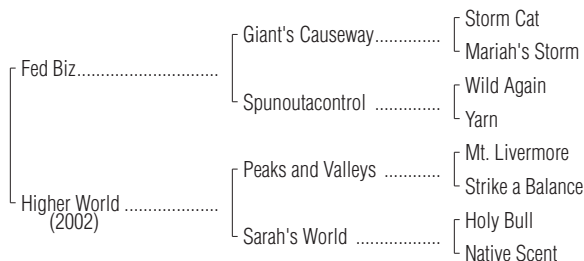 Storm Cat
Giant's Causeway..............
Mariah's Storm
Fed Biz..............................
Wild Again
Spunoutacontrol ..............
Yarn
Mt. Livermore
Peaks and Valleys ............
Strike a Balance
Higher World ....................
(2002)
Holy Bull
Sarah's World ..................
Native Scent